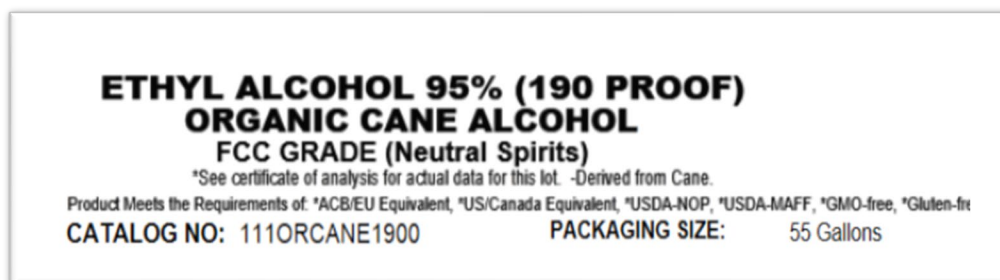 ETHYL ALCOHOL 95% (190 PROOF)
ORGANIC CANE ALCOHOL
FCC GRADE (Neutral Spirits)
*See certificate of analysis for actual data for this lot. -Derived from Cane.
Product Meets the Requirements of: *ACB/EU Equivalent, *US/Canada Equivalent, *USDA-NOP, *USDA-MAFF, *GMO-free, *Gluten-fre
CATALOG NO: 111ORCANE1900 PACKAGING SIZE: 55 Gallons